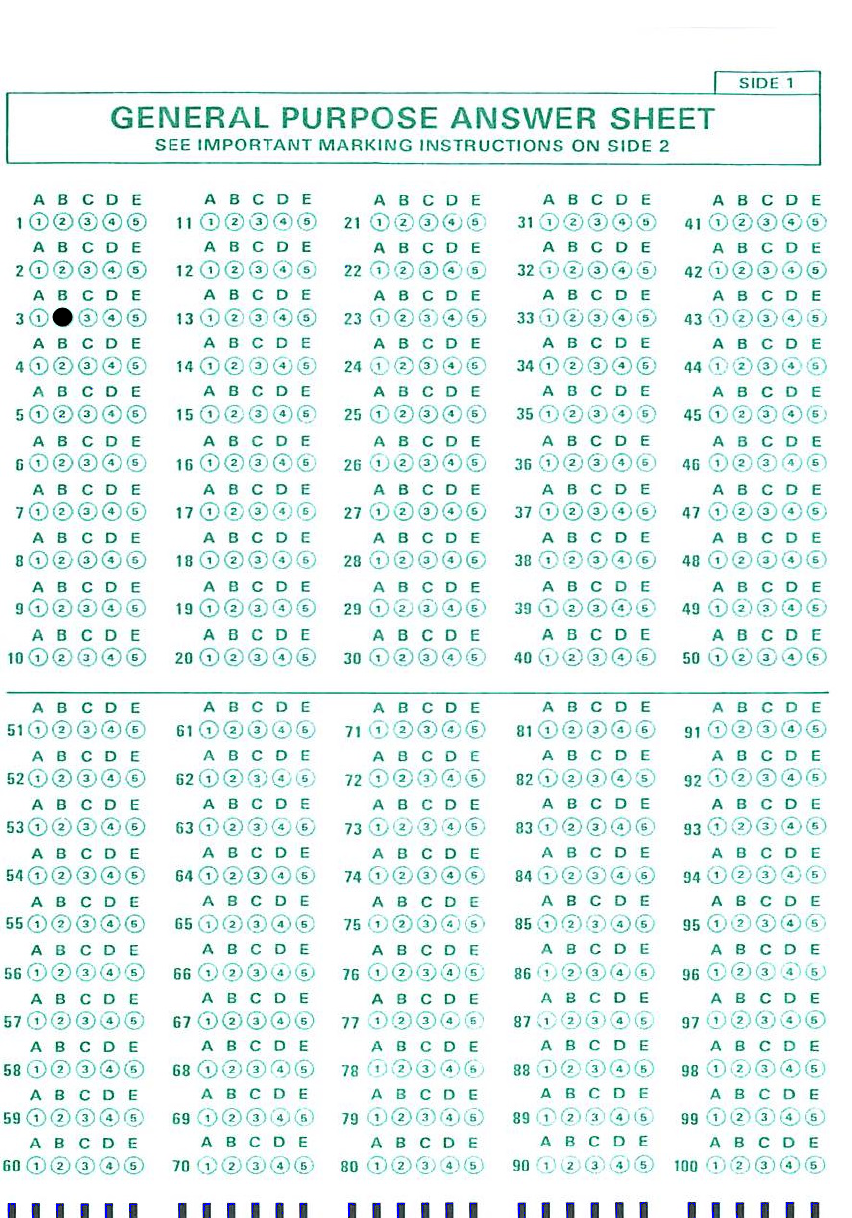 SIDE 1
GENERAL PURPOSE ANSWER SHEET
SEE IMPORTANT MARKING INSTRUCTIONS ON SIDE 2
A B C D E A B C D E A B C D E A B C D E A B C D E
1 1 2 3 4 5 11 1 2 3 4 5 21 1 2 3 4 5 31 1 2 3 4 5 41 1 2 3 4 5
A B C D E A B C D E A B C D E A B C D E A B C D E
2 1 2 3 4 5 12 1 2 3 4 5 22 1 2 3 4 5 32 1 2 3 4 5 42 1 2 3 4 5
A B C D E A B C D E A B C D E A B C D E A B C D E
3 1 3 4 5 13 1 2 3 4 5 23 1 2 3 4 5 33 1 2 3 4 5 43 1 2 3 4 5
A B C D E A B C D E A B C D E A B C D E A B C D E
4 1 2 3 4 5 14 1 2 3 4 5 24 1 2 3 4 5 34 1 2 3 4 5 44 1 2 3 4 5
A B C D E A B C D E A B C D E A B C D E A B C D E
5 1 2 3 4 5 15 1 2 3 4 5 25 1 2 3 4 5 35 1 2 3 4 5 45 1 2 3 4 5
A B C D E A B C D E A B C D E A B C D E A B C D E
6 1 2 3 4 5 16 1 2 3 4 5 26 1 2 3 4 5 36 1 2 3 4 5 46 1 2 3 4 5
A B C D E A B C D E A B C D E A B C D E A B C D E
7 1 2 3 4 5 17 1 2 3 4 5 27 1 2 3 4 5 37 1 2 3 4 5 47 1 2 3 4 5
A B C D E A B C D E A B C D E A B C D E A B C D E
8 1 2 3 4 5 18 1 2 3 4 5 28 1 2 3 4 5 38 1 2 3 4 5 48 1 2 3 4 5
A B C D E A B C D E A B C D E A B C D E A B C D E
9 1 2 3 4 5 19 1 2 3 4 5 29 1 2 3 4 5 39 1 2 3 4 5 49 1 2 3 4 5
A B C D E A B C D E A B C D E A B C D E A B C D E
10 1 2 3 4 5 20 1 2 3 4 5 30 1 2 3 4 5 40 1 2 3 4 5 50 1 2 3 4 5
A B C D E A B C D E A B C D E A B C D E A B C D E
51 1 2 3 4 5 61 1 2 3 4 5 71 1 2 3 4 5 81 1 2 3 4 5 91 1 2 3 4 5
A B C D E A B C D E A B C D E A B C D E A B C D E
52 1 2 3 4 5 62 1 2 3 4 5 72 1 2 3 4 5 82 1 2 3 4 5 92 1 2 3 4 5
A B C D E A B C D E A B C D E A B C D E A B C D E
53 1 2 3 4 5 63 1 2 3 4 5 73 1 2 3 4 5 83 1 2 3 4 5 93 1 2 3 4 5
A B C D E A B C D E A B C D E A B C D E A B C D E
54 1 2 3 4 5 64 1 2 3 4 5 74 1 2 3 4 5 84 1 2 3 4 5 94 1 2 3 4 5
A B C D E A B C D E A B C D E A B C D E A B C D E
55 1 2 3 4 5 65 1 2 3 4 5 75 1 2 3 4 5 85 1 2 3 4 5 95 1 2 3 4 5
A B C D E A B C D E A B C D E A B C D E A B C D E
56 1 2 3 4 5 66 1 2 3 4 5 76 1 2 3 4 5 86 1 2 3 4 5 96 1 2 3 4 5
A B C D E A B C D E A B C D E A B C D E A B C D E
57 1 2 3 4 5 67 1 2 3 4 5 77 1 2 3 4 5 87 1 2 3 4 5 97 1 2 3 4 5
A B C D E A B C D E A B C D E A B C D E A B C D E
58 1 2 3 4 5 68 1 2 3 4 5 78 1 2 3 4 5 88 1 2 3 4 5 98 1 2 3 4 5
A B C D E A B C D E A B C D E A B C D E A B C D E
59 1 2 3 4 5 69 1 2 3 4 5 79 1 2 3 4 5 89 1 2 3 4 5 99 1 2 3 4 5
A B C D E A B C D E A B C D E A B C D E A B C D E
60 1 2 3 4 5 70 1 2 3 4 5 80 1 2 3 4 5 90 1 2 3 4 5 100 1 2 3 4 5